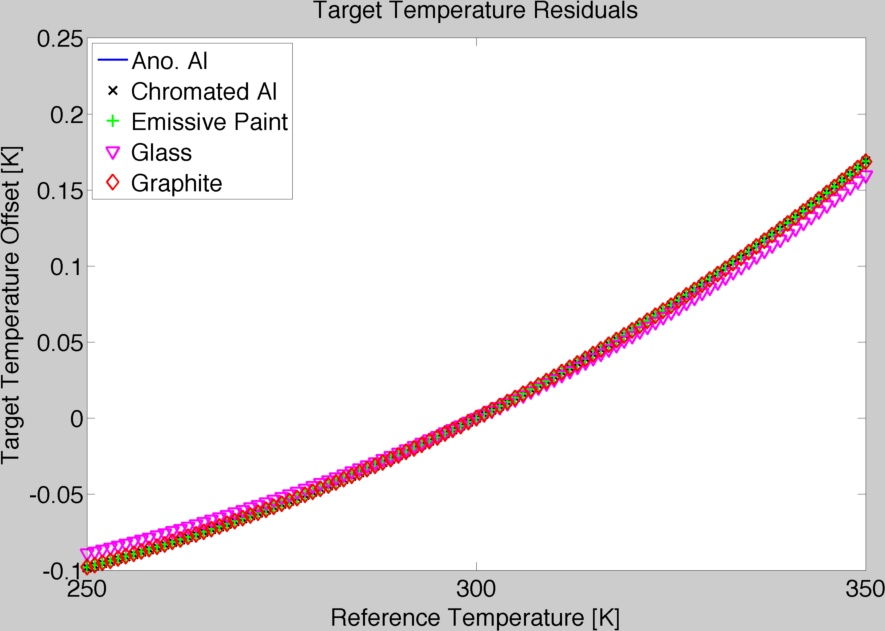 Target Temperature Residuals
Target Temperature Offset [K]
0.25
0.2
0.15
0.1
0.05
0
-0.05
-0.1
Ano. Al
Chromated Al
Emissive Paint
Glass
Graphite
250
300
350
Reference Temperature [K]